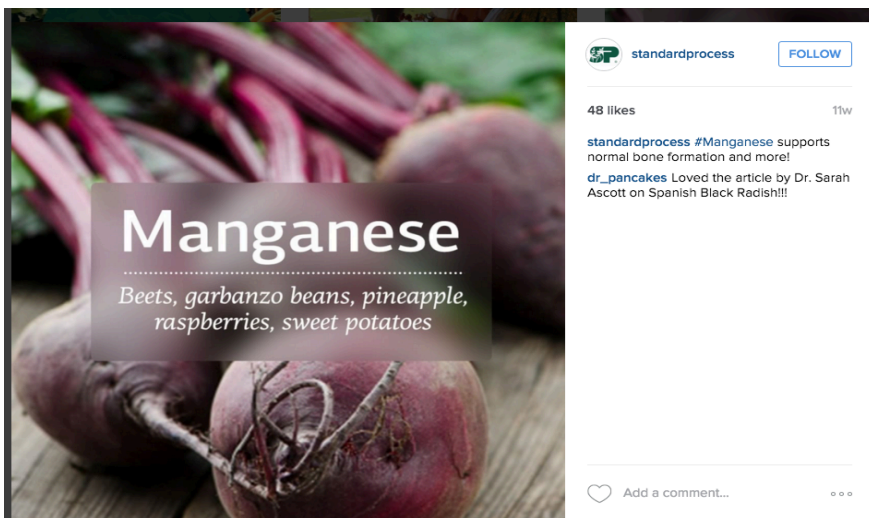 Manganese
Beets, garbanzo beans, pineapple,
raspberries, sweet potatoes
SP
standardprocess
FOLLOW
48 likes
11w
standardprocess #Manganese supports
normal bone formation and more!
dr_pancakes Loved the article by Dr. Sarah
Ascott on Spanish Black Radish!!!
Add a comment...